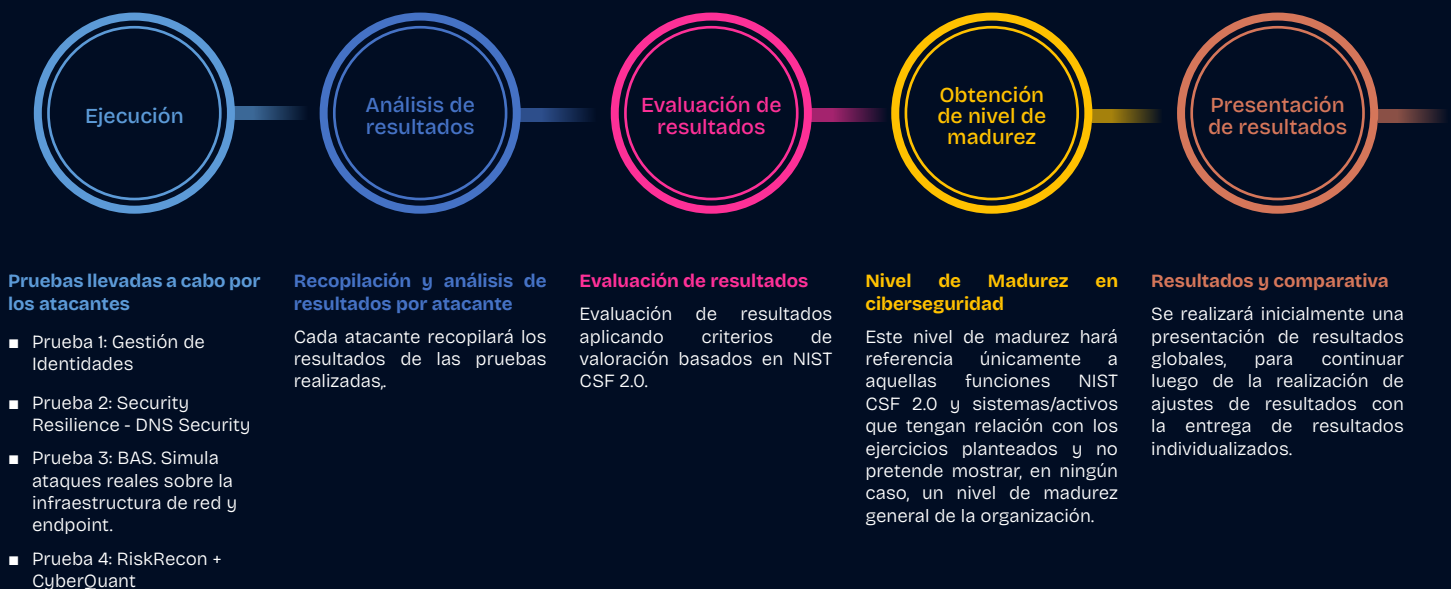 Ejecución
Análisis de
resultados
Evaluación de
resultados
Obtención
de nivel de
madurez
Presentación
de resultados
Pruebas llevadas a cabo por
los atacantes
■ Prueba 1: Gestión de
Identidades
■ Prueba 2: Security
Resilience - DNS Security
■ Prueba 3: BAS. Simula
ataques reales sobre la
infraestructura de red y
endpoint.
■ Prueba 4: RiskRecon +
CyberQuant
Recopilación y análisis de
resultados por atacante
Cada atacante recopilará los
resultados de las pruebas
realizadas,.
Evaluación de resultados
Evaluación de resultados
aplicando criterios de
valoración basados en NIST
CSF 2.0.
Nivel de Madurez en
ciberseguridad
Este nivel de madurez hará
referencia únicamente a
aquellas funciones NIST
CSF 2.0 y sistemas/activos
que tengan relación con los
ejercicios planteados y no
pretende mostrar, en ningún
caso, un nivel de madurez
general de la organización.
Resultados y comparativa
Se realizará inicialmente una
presentación de resultados
globales, para continuar
luego de la realización de
ajustes de resultados con
la entrega de resultados
individualizados.